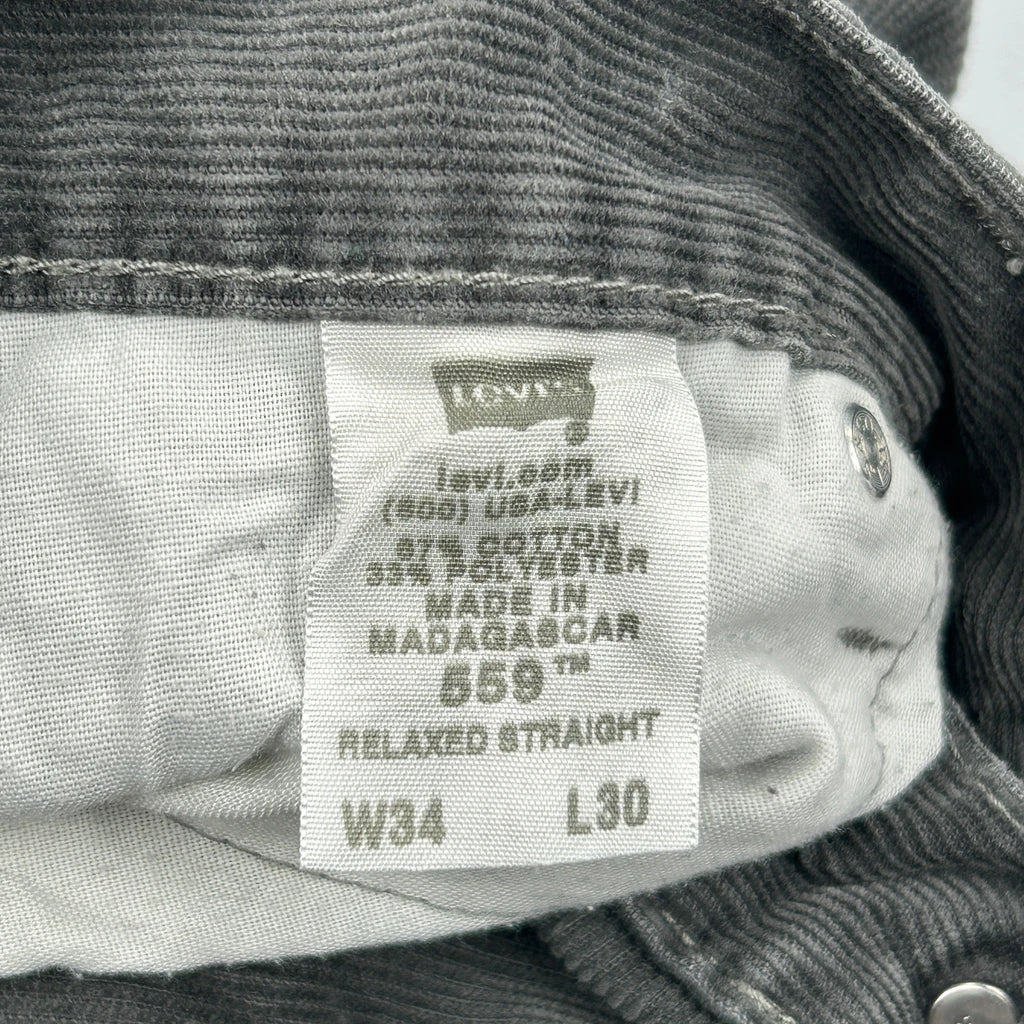 LEVI'S
®
levi.com
(800) USA-LEVI
67% COTTON
33% POLYESTER
MADE IN
MADAGASCAR
559™
RELAXED STRAIGHT
W34 L30